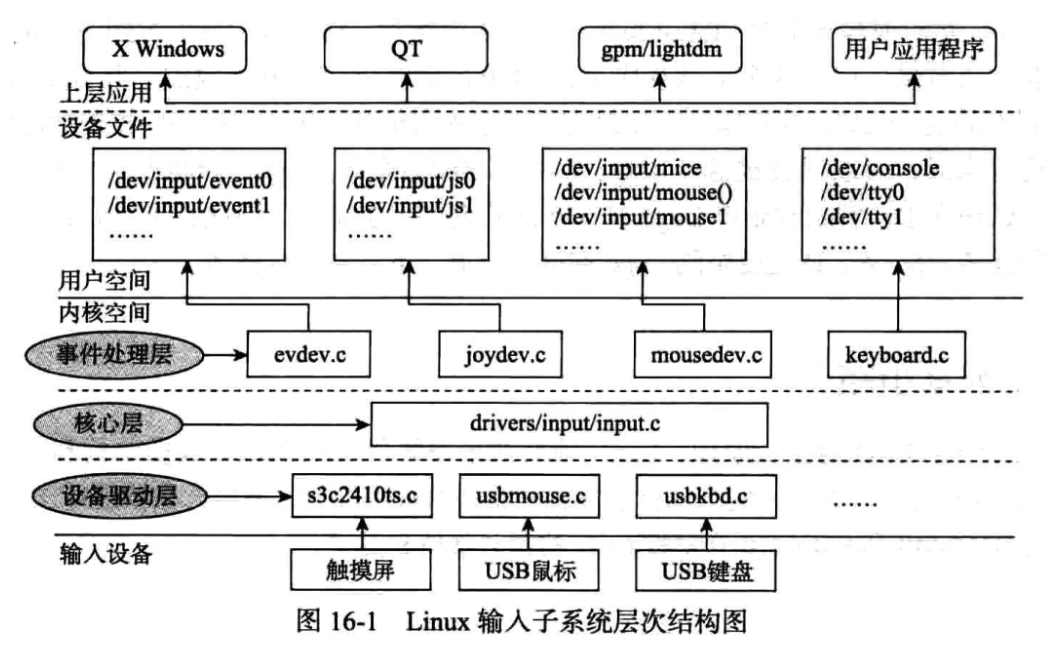 X Windows
QT
gpm/lightdm
用户应用程序
上层应用
设备文件
/dev/input/event0
/dev/input/event1
……
/dev/input/js0
/dev/input/js1
……
/dev/input/mice
/dev/input/mouse()
/dev/input/mouse1
……
/dev/console
/dev/tty0
/dev/tty1
……
用户空间
内核空间
事件处理层
evdev.c
joydev.c
mousedev.c
keyboard.c
核心层
drivers/input/input.c
设备驱动层
s3c2410ts.c
usbmouse.c
usbkbd.c
……
输入设备
触摸屏
USB鼠标
USB键盘
图 16-1 Linux 输入子系统层次结构图